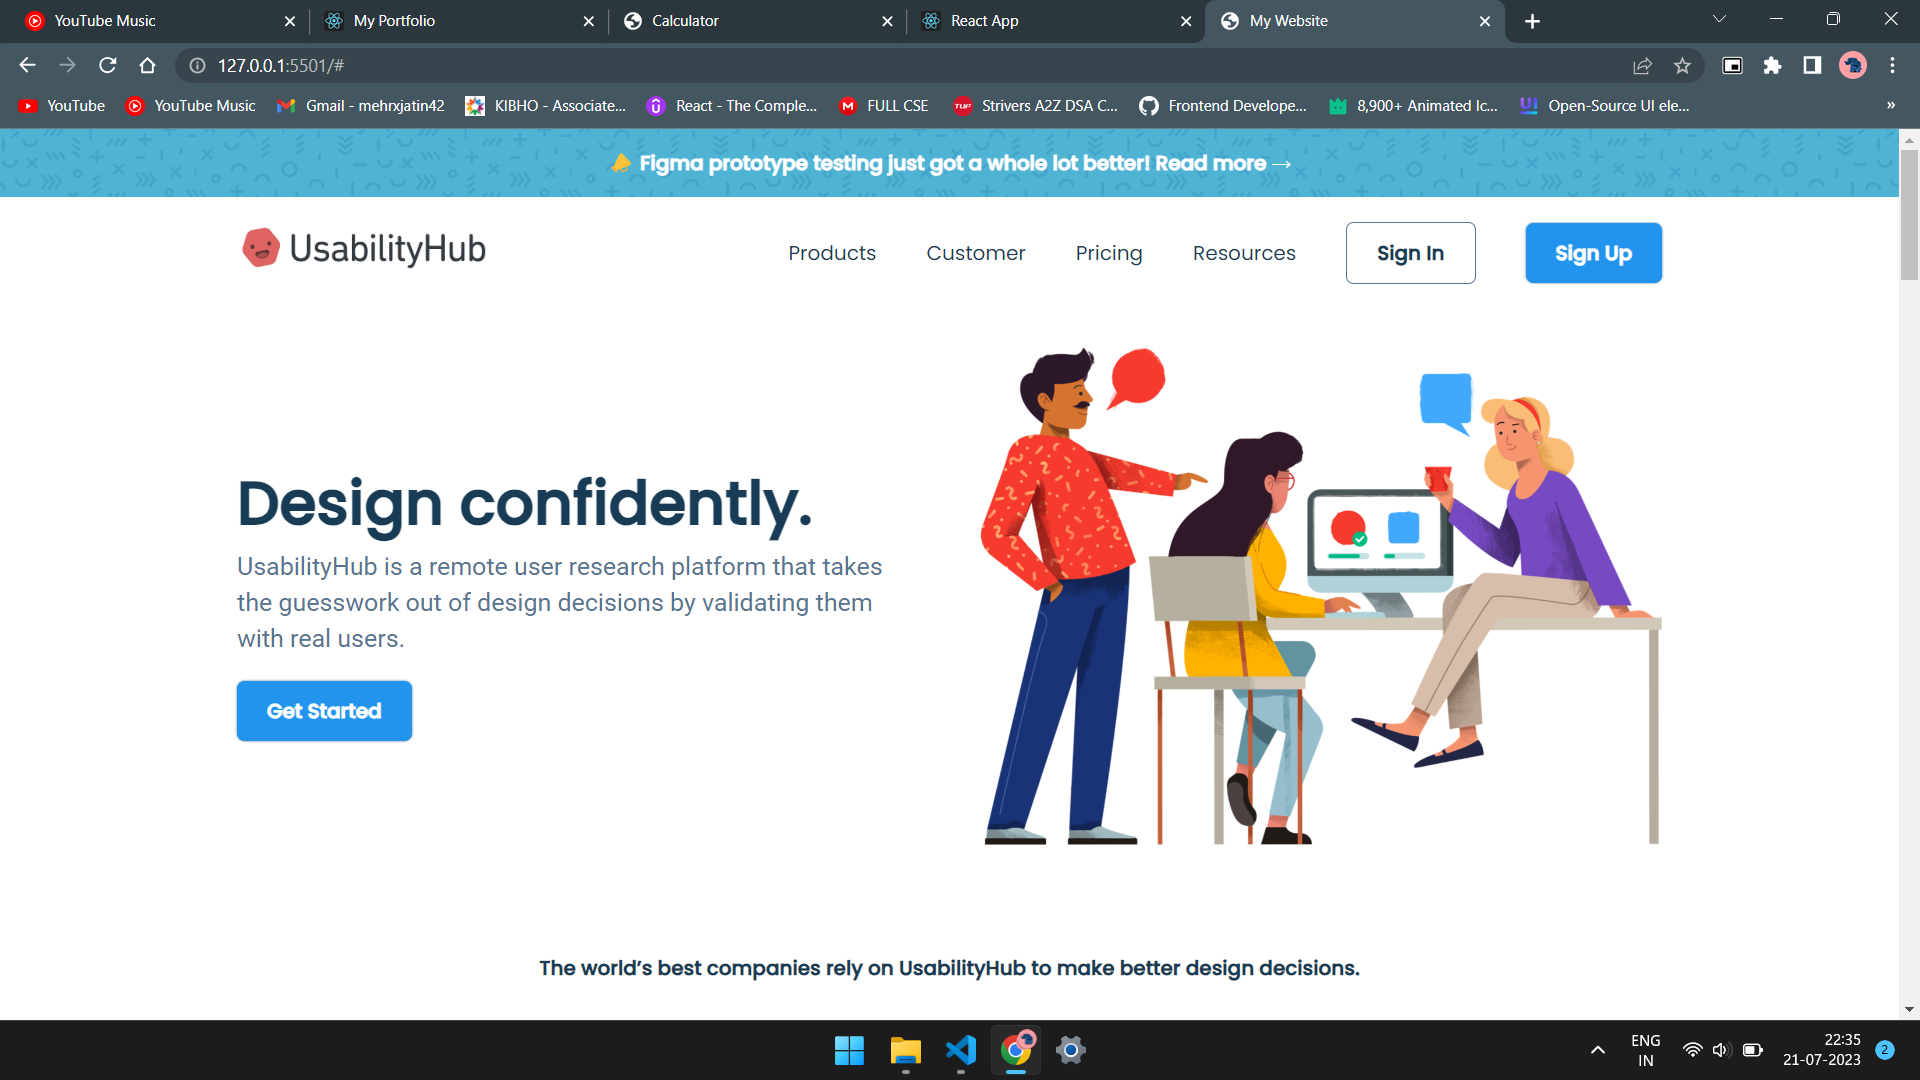 YouTube Music
My Portfolio
Calculator
React App
My Website
127.0.0.1:5501/#
YouTube
YouTube Music
Gmail - mehrxjatin42
KIBHO - Associate...
React - The Comple...
FULL CSE
Strivers A2Z DSA C...
Frontend Develope...
8,900+ Animated Ic...
Open-Source UI ele...
»
Figma prototype testing just got a whole lot better! Read more →
UsabilityHub
Products
Customer
Pricing
Resources
Sign In
Sign Up
Design confidently.
UsabilityHub is a remote user research platform that takes
the guesswork out of design decisions by validating them
with real users.
Get Started
The world’s best companies rely on UsabilityHub to make better design decisions.
ENG
IN
22:35
21-07-2023
2